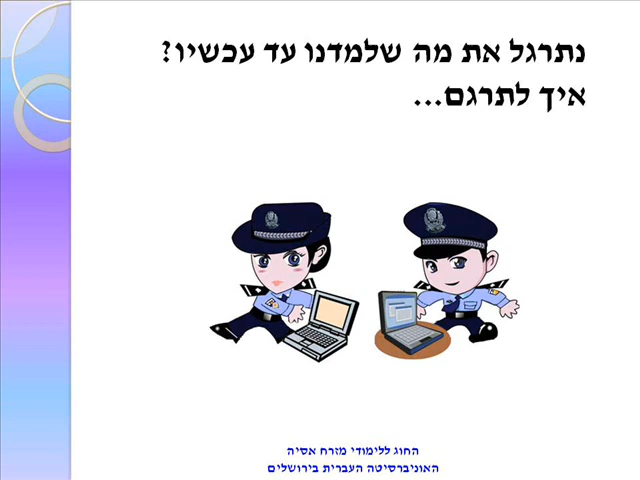 נתרגל את מה שלמדנו עד עכשיו?
איך לתרגם...
החוג ללימודי מזרח אסיה
האוניברסיטה העברית בירושלים